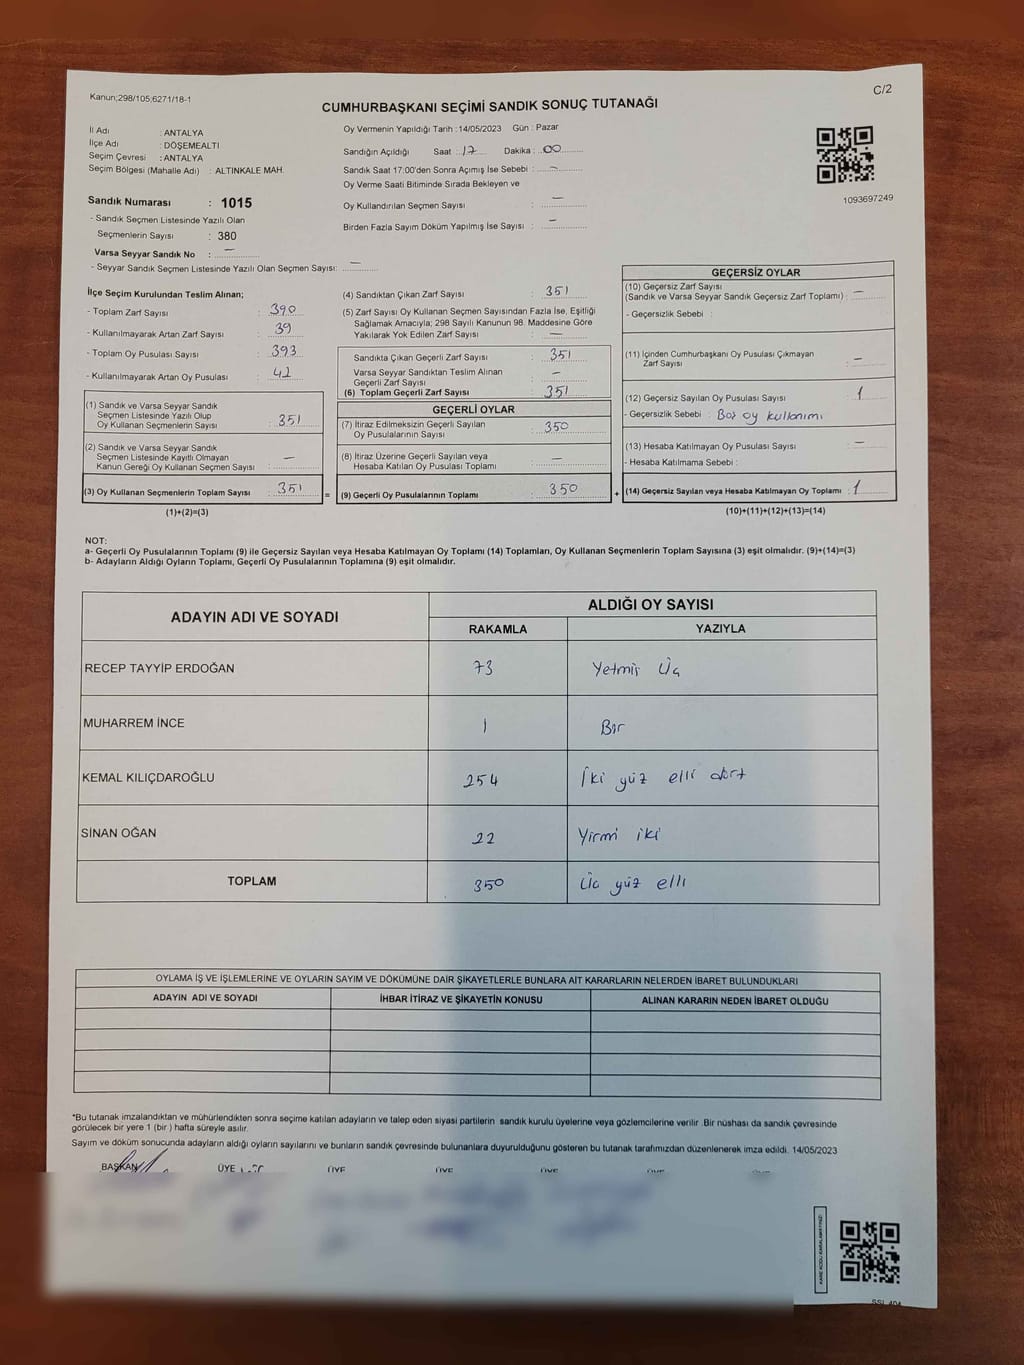 Kanun;298/105;6271/18-1
C/2
CUMHURBAŞKANI SEÇİMİ SANDIK SONUÇ TUTANAĞI
İl Adı : ANTALYA
İlçe Adı : DÖŞEMEALTI
Seçim Çevresi : ANTALYA
Seçim Bölgesi (Mahalle Adı) : ALTINKALE MAH.
Sandık Numarası : 1015
- Sandık Seçmen Listesinde Yazılı Olan
Seçmenlerin Sayısı : 380
Varsa Seyyar Sandık No : —
- Seyyar Sandık Seçmen Listesinde Yazılı Olan Seçmen Sayısı: —
Oy Vermenin Yapıldığı Tarih : 14/05/2023 Gün : Pazar
Sandığın Açıldığı Saat : 17 Dakika : 00
Sandık Saat 17:00'den Sonra Açımış İse Sebebi : —
Oy Verme Saati Bitiminde Sırada Bekleyen ve
Oy Kullandırılan Seçmen Sayısı : —
Birden Fazla Sayım Döküm Yapılmış İse Sayısı : —
1093697249
İlçe Seçim Kurulundan Teslim Alınan;
- Toplam Zarf Sayısı : 390
- Kullanılmayarak Artan Zarf Sayısı : 39
- Toplam Oy Pusulası Sayısı : 393
- Kullanılmayarak Artan Oy Pusulası : 42
(1) Sandık ve Varsa Seyyar Sandık
Seçmen Listesinde Yazılı Olup
Oy Kullanan Seçmenlerin Sayısı : 351
(2) Sandık ve Varsa Seyyar Sandık
Seçmen Listesinde Kayıtlı Olmayan
Kanun Gereği Oy Kullanan Seçmen Sayısı : —
(3) Oy Kullanan Seçmenlerin Toplam Sayısı : 351 =
(1)+(2)=(3)
(4) Sandıktan Çıkan Zarf Sayısı : 351
(5) Zarf Sayısı Oy Kullanan Seçmen Sayısından Fazla İse, Eşitliği
Sağlamak Amacıyla; 298 Sayılı Kanunun 98. Maddesine Göre
Yakılarak Yok Edilen Zarf Sayısı : —
Sandıkta Çıkan Geçerli Zarf Sayısı : 351
Varsa Seyyar Sandıktan Teslim Alınan
Geçerli Zarf Sayısı : —
(6) Toplam Geçerli Zarf Sayısı : 351
GEÇERLİ OYLAR
(7) İtiraz Edilmeksizin Geçerli Sayılan
Oy Pusulalarının Sayısı : 350
(8) İtiraz Üzerine Geçerli Sayılan veya
Hesaba Katılan Oy Pusulası Toplamı : —
(9) Geçerli Oy Pusulalarının Toplamı : 350 +
GEÇERSİZ OYLAR
(10) Geçersiz Zarf Sayısı
(Sandık ve Varsa Seyyar Sandık Geçersiz Zarf Toplamı) : —
- Geçersizlik Sebebi :
(11) İçinden Cumhurbaşkanı Oy Pusulası Çıkmayan
Zarf Sayısı : —
(12) Geçersiz Sayılan Oy Pusulası Sayısı : 1
- Geçersizlik Sebebi : Boş oy kullanımı
(13) Hesaba Katılmayan Oy Pusulası Sayısı : —
- Hesaba Katılmama Sebebi :
(14) Geçersiz Sayılan veya Hesaba Katılmayan Oy Toplamı : 1
(10)+(11)+(12)+(13)=(14)
NOT:
a- Geçerli Oy Pusulalarının Toplamı (9) ile Geçersiz Sayılan veya Hesaba Katılmayan Oy Toplamı (14) Toplamları, Oy Kullanan Seçmenlerin Toplam Sayısına (3) eşit olmalıdır. (9)+(14)=(3)
b- Adayların Aldığı Oyların Toplamı, Geçerli Oy Pusulalarının Toplamına (9) eşit olmalıdır.
ADAYIN ADI VE SOYADI ALDIĞI OY SAYISI
RAKAMLA YAZIYLA
RECEP TAYYİP ERDOĞAN 73 Yetmiş Üç
MUHARREM İNCE 1 Bir
KEMAL KILIÇDAROĞLU 254 İki yüz elli dört
SİNAN OĞAN 22 Yirmi iki
TOPLAM 350 Üç yüz elli
OYLAMA İŞ VE İŞLEMLERİNE VE OYLARIN SAYIM VE DÖKÜMÜNE DAİR ŞİKAYETLERLE BUNLARA AİT KARARLARIN NELERDEN İBARET BULUNDUKLARI
ADAYIN ADI VE SOYADI İHBAR İTİRAZ VE ŞİKAYETİN KONUSU ALINAN KARARIN NEDEN İBARET OLDUĞU
*Bu tutanak imzalandıktan ve mühürlendikten sonra seçime katılan adayların ve talep eden siyasi partilerin sandık kurulu üyelerine veya gözlemcilerine verilir .Bir nüshası da sandık çevresinde
görülecek bir yere 1 (bir ) hafta süreyle asılır.
Sayım ve döküm sonucunda adayların aldığı oyların sayılarını ve bunların sandık çevresinde bulunanlara duyurulduğunu gösteren bu tutanak tarafımızdan düzenlenerek imza edildi. 14/05/2023
BAŞKAN ÜYE ÜYE ÜYE ÜYE